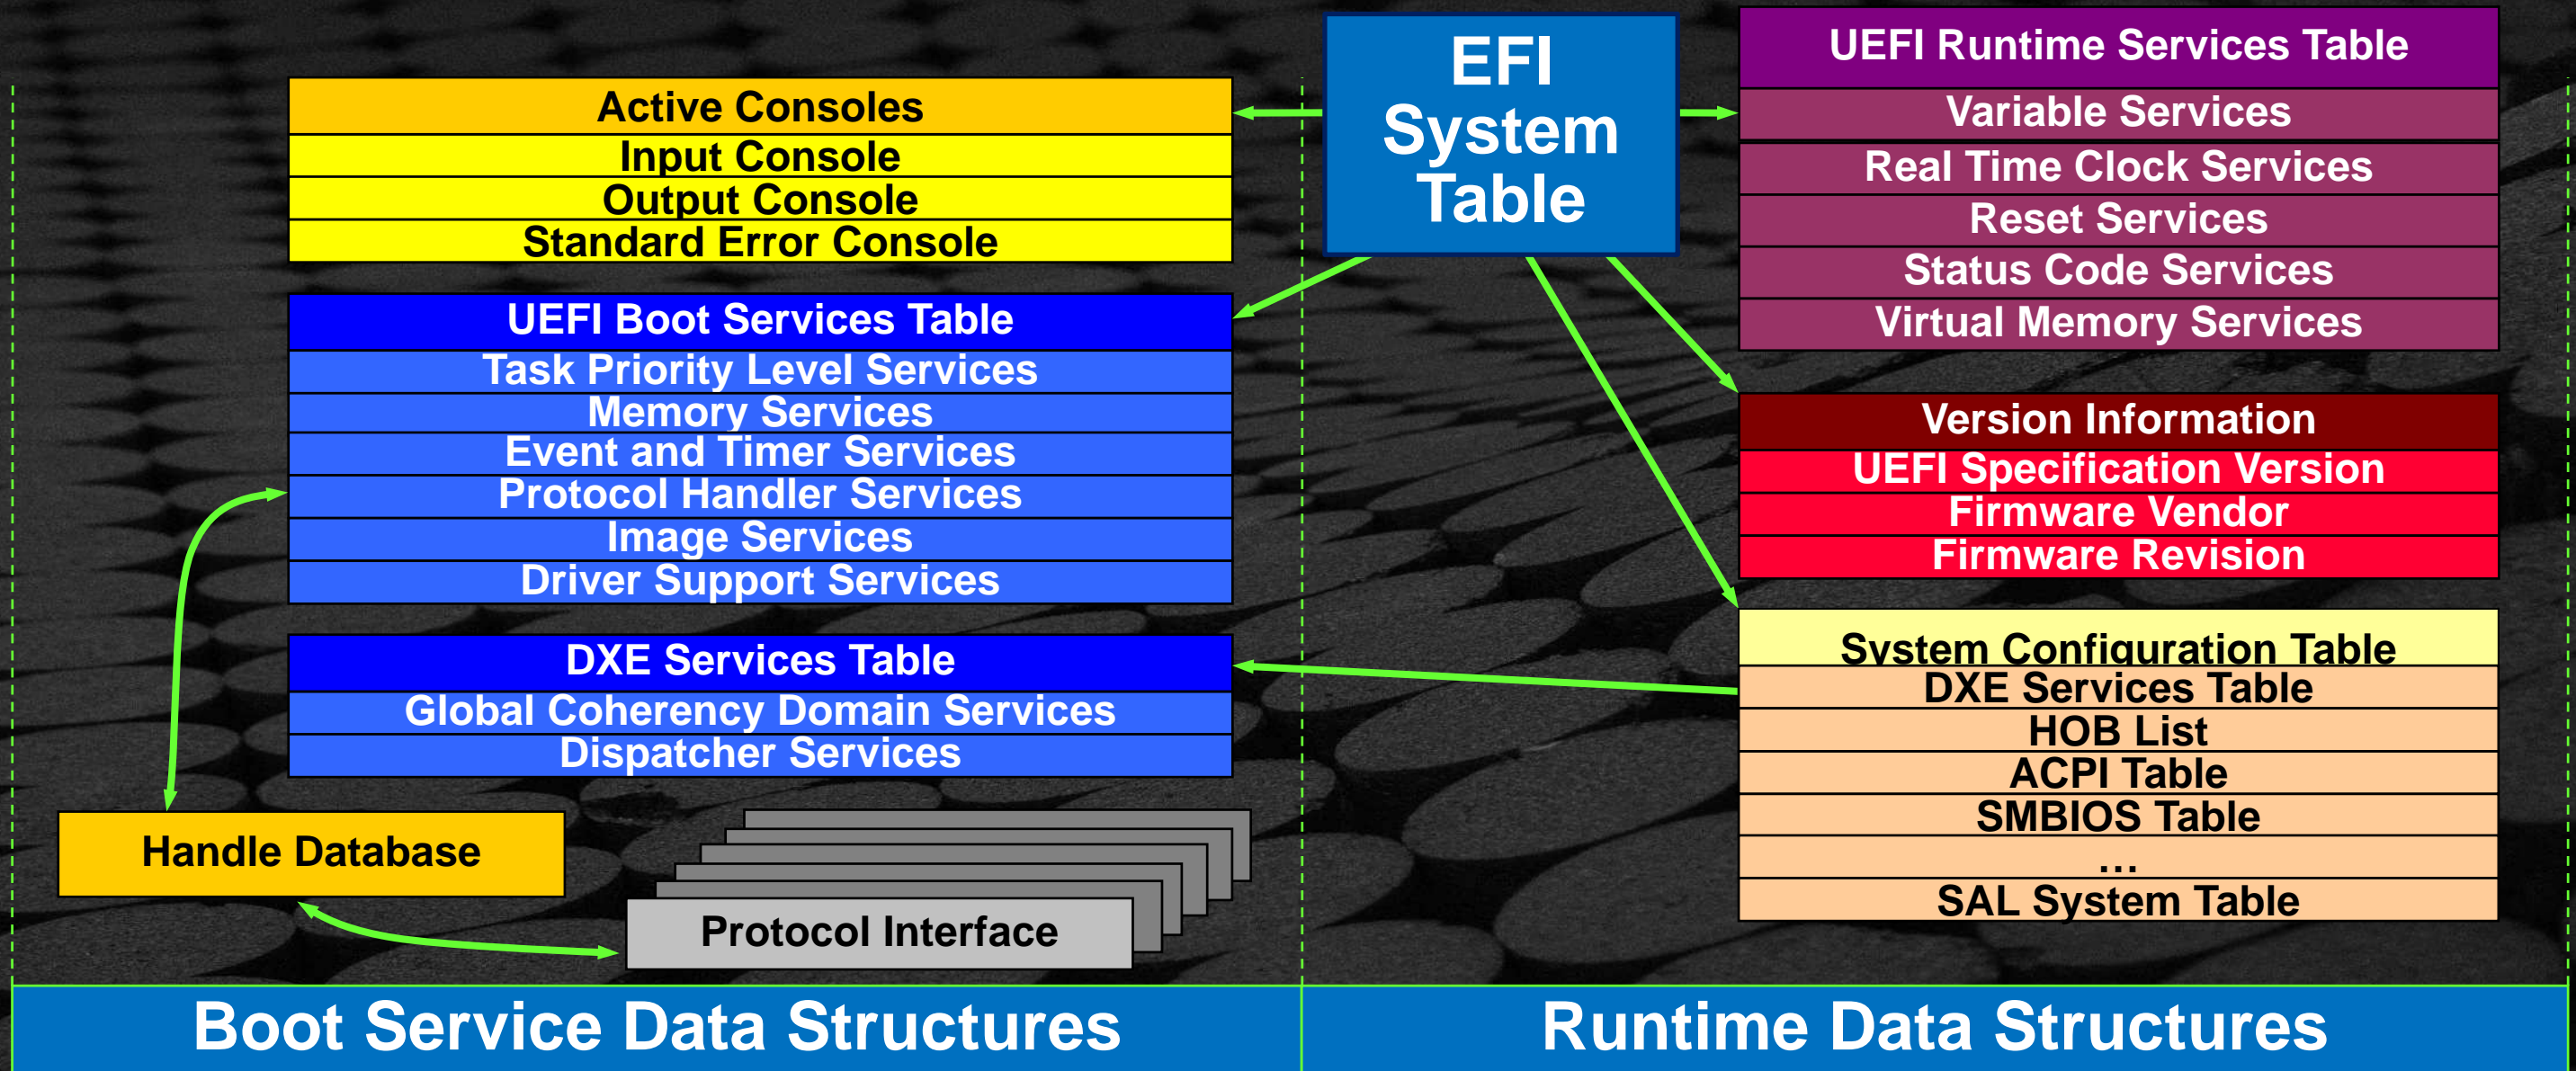 EFI
System
Table
Active Consoles
Input Console
Output Console
Standard Error Console
UEFI Boot Services Table
Task Priority Level Services
Memory Services
Event and Timer Services
Protocol Handler Services
Image Services
Driver Support Services
DXE Services Table
Global Coherency Domain Services
Dispatcher Services
Handle Database
Protocol Interface
UEFI Runtime Services Table
Variable Services
Real Time Clock Services
Reset Services
Status Code Services
Virtual Memory Services
Version Information
UEFI Specification Version
Firmware Vendor
Firmware Revision
System Configuration Table
DXE Services Table
HOB List
ACPI Table
SMBIOS Table
…
SAL System Table
Boot Service Data Structures
Runtime Data Structures